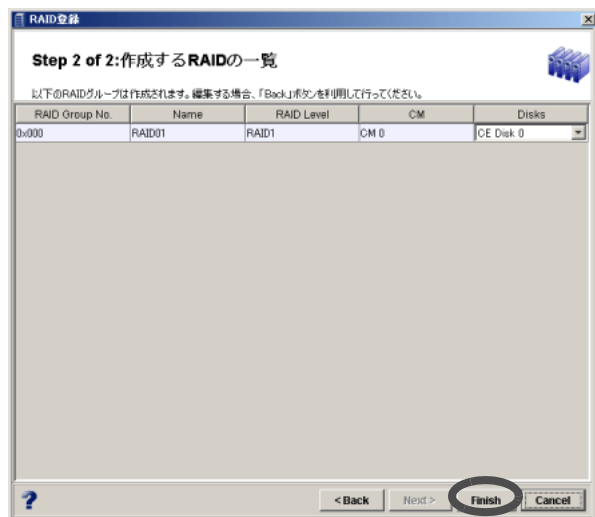 RAID登録
Step 2 of 2:作成するRAIDの一覧
以下のRAIDグループは作成されます。編集する場合、「Back」ボタンを利用して行ってください。
RAID Group No. Name RAID Level CM Disks
0x000 RAID01 RAID1 CM 0 CE Disk 0
? < Back Next > Finish Cancel